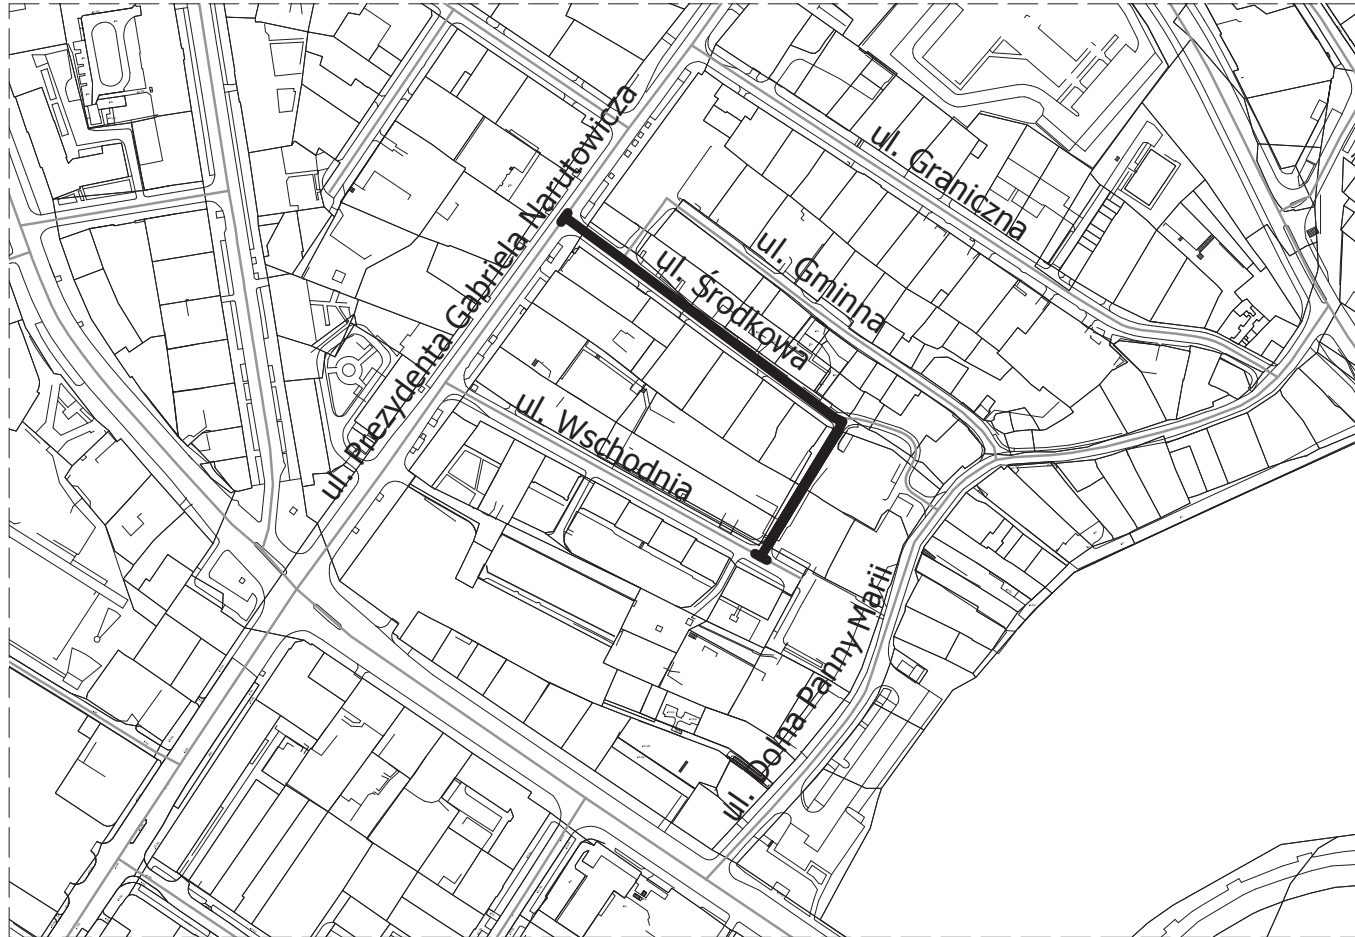 ul. Prezydenta Gabriela Narutowicza
ul. Graniczna
ul. Gminna
ul. Środkowa
ul. Wschodnia
ul. Dolna Panny Marii